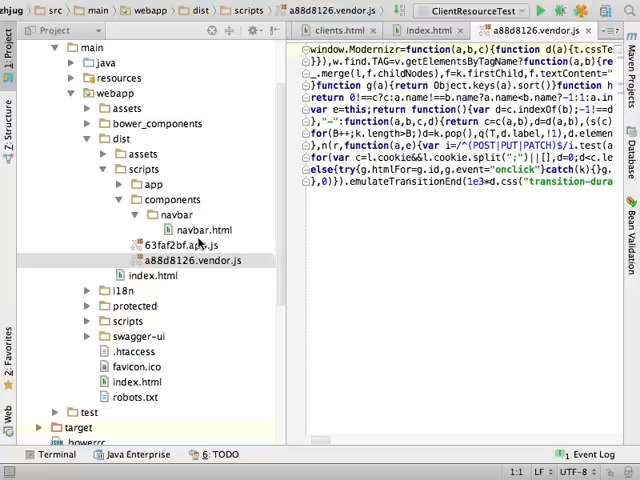 zhjug src main webapp dist scripts a88d8126.vendor.js ClientResourceTest
Project clients.html index.html a88d8126.vendor.js
main
java
resources
webapp
assets
bower_components
dist
assets
scripts
app
components
navbar
navbar.html
63faf2bf.app.js
a88d8126.vendor.js
index.html
i18n
protected
scripts
swagger-ui
.htaccess
favicon.ico
index.html
robots.txt
test
target
.bowerrc
window.Modernizr=function(a,b,c){function d(a){t.cssTe
}}),w.find.TAG=v.getElementsByTagName?function(a,b
_.merge(l,f.childNodes),f=k.firstChild,f.textContent="
}function g(a){return Object.keys(a).sort()}function h
return 0!==c?c:a.name!==b.name?a.name<b.name?-1:1:a.in
var e=this;return function(){var d=c.indexOf(b);-1!==d
},"-":function(a,b,c,d){return c=c(a,b),d=d(a,b),(s(c)
for(B++;k.length>B;)d=k.pop(),q(T,d.label,!1),d.elemen
,n(r,function(a,e){var i=/^(POST|PUT|PATCH)$/i.test(a
for(var c=l.cookie&&l.cookie.split(";")||[],d=0;d<c.le
else{try{g.htmlFor=g.id,g.event="onclick"}catch(k){}g.
},0)}).emulateTransitionEnd(1e3*d.css("transition-dura
1: Project
7: Structure
2: Favorites
Web
Maven Projects
Database
Bean Validation
Terminal Java Enterprise 6: TODO 1 Event Log
1:1 LF UTF-8